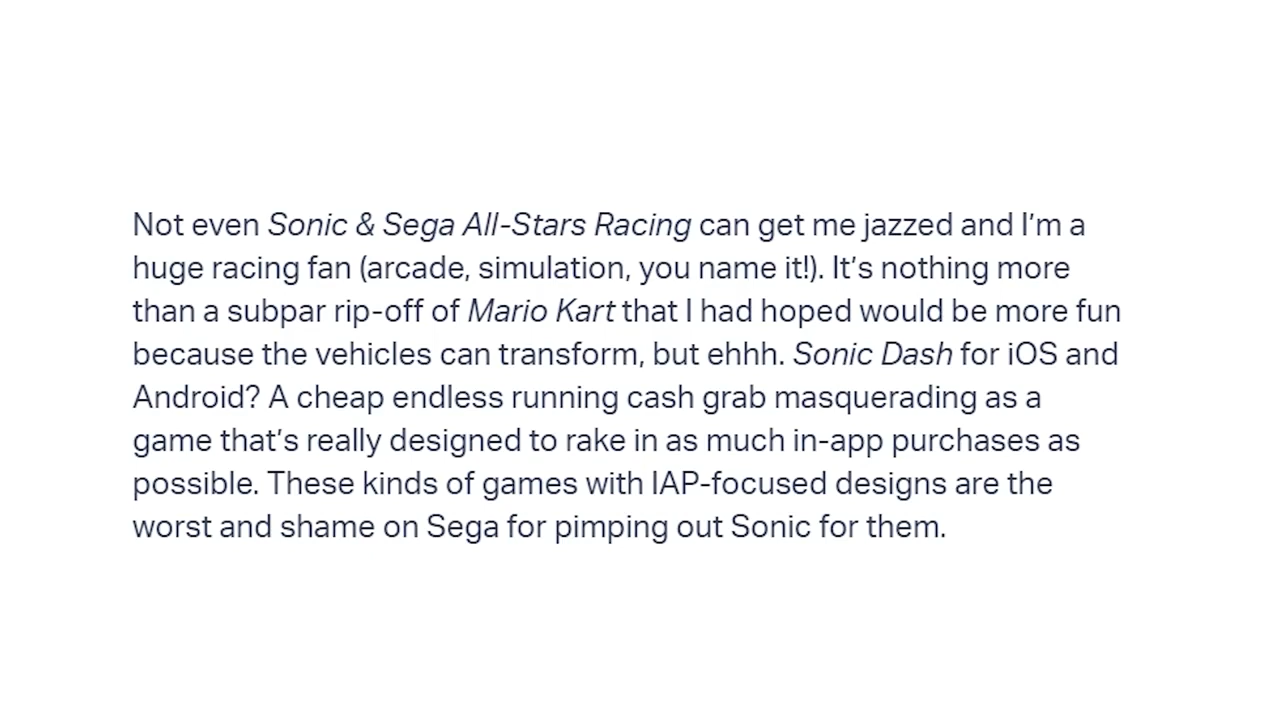 Not even Sonic & Sega All-Stars Racing can get me jazzed and I’m a
huge racing fan (arcade, simulation, you name it!). It’s nothing more
than a subpar rip-off of Mario Kart that I had hoped would be more fun
because the vehicles can transform, but ehhh. Sonic Dash for iOS and
Android? A cheap endless running cash grab masquerading as a
game that’s really designed to rake in as much in-app purchases as
possible. These kinds of games with IAP-focused designs are the
worst and shame on Sega for pimping out Sonic for them.